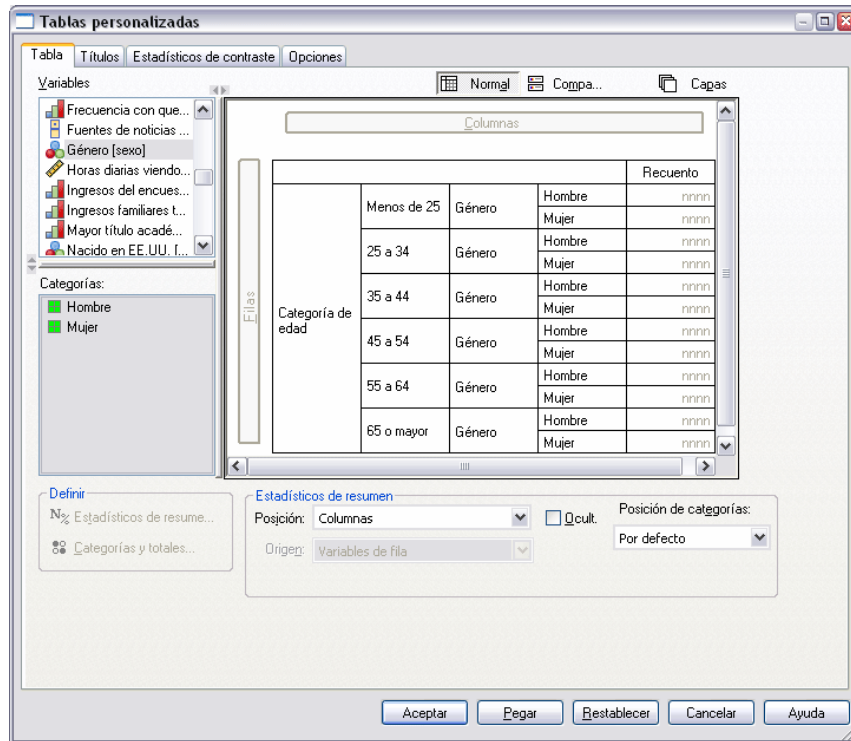 Tablas personalizadas
Tabla Títulos Estadísticos de contraste Opciones
Variables
Normal Compa... Capas
Frecuencia con que...
Fuentes de noticias ...
Género [sexo]
Horas diarias viendo...
Ingresos del encues...
Ingresos familiares t...
Mayor título acadé...
Nacido en EE.UU. [...
Categorías:
Hombre
Mujer
Columnas
Filas
Recuento
Categoría de edad
Menos de 25 Género Hombre nnnn
Mujer nnnn
25 a 34 Género Hombre nnnn
Mujer nnnn
35 a 44 Género Hombre nnnn
Mujer nnnn
45 a 54 Género Hombre nnnn
Mujer nnnn
55 a 64 Género Hombre nnnn
Mujer nnnn
65 o mayor Género Hombre nnnn
Mujer nnnn
Definir
N% Estadísticos de resume...
Categorías y totales...
Estadísticos de resumen
Posición: Columnas
Ocult.
Origen: Variables de fila
Posición de categorías:
Por defecto
Aceptar Pegar Restablecer Cancelar Ayuda